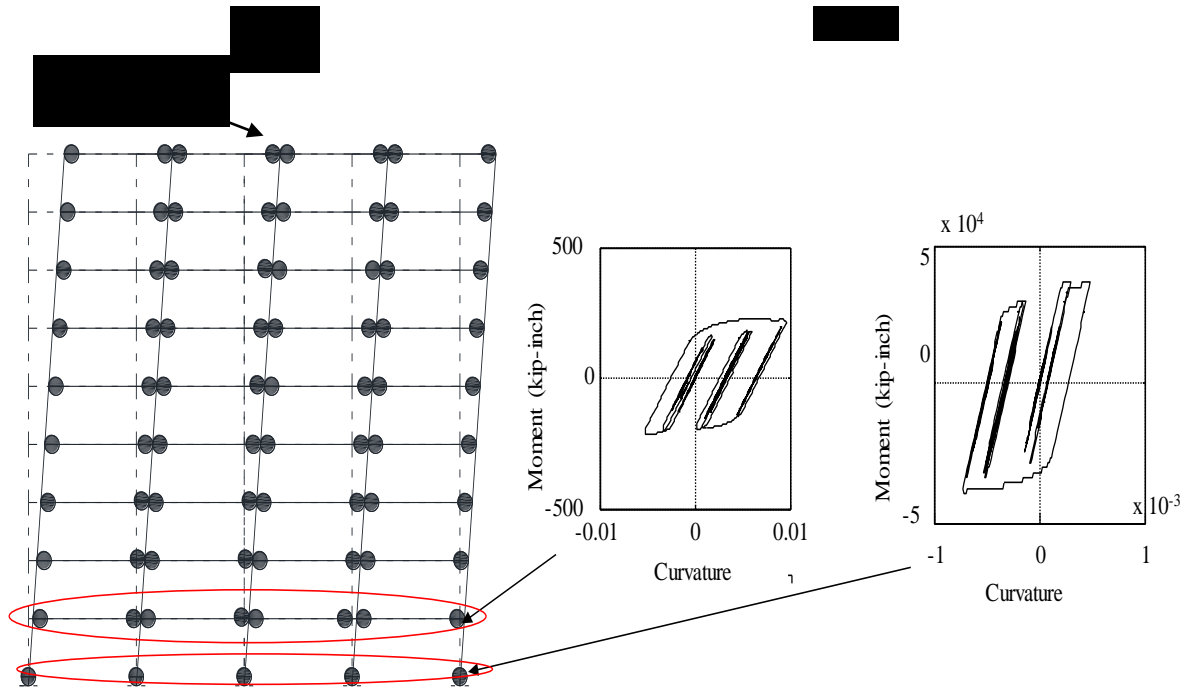 500
0
-500
-0.01
0
0.01
Moment (kip-inch)
Curvature
x 10^4
5
0
-5
-1
0
1
x10^-3
Moment (kip-inch)
Curvature